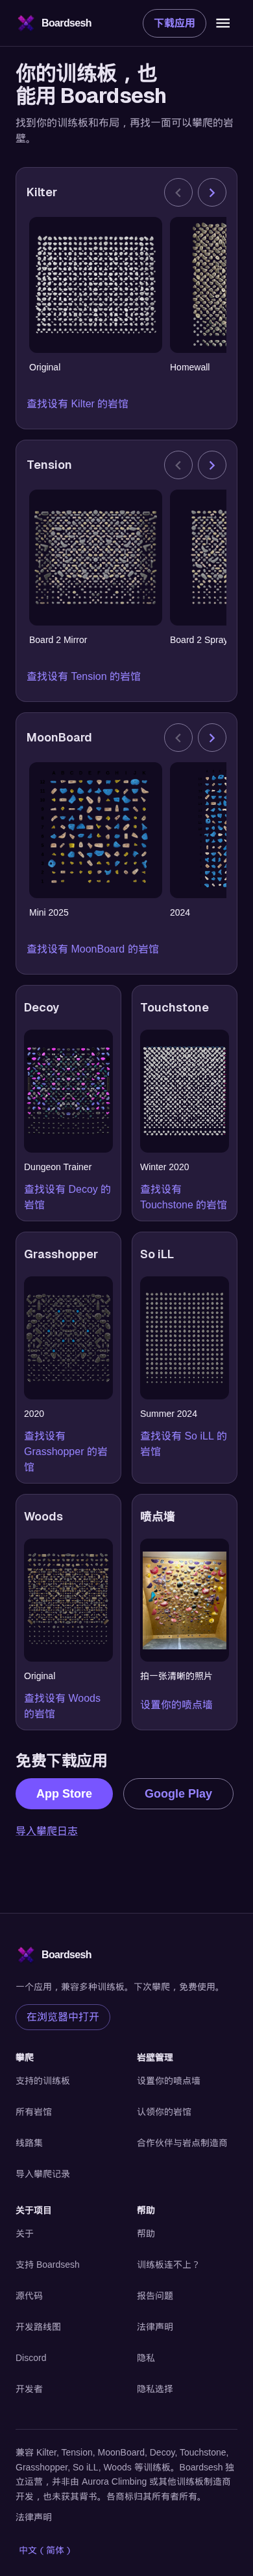 Boardsesh
下载应用
你的训练板，也
能用 Boardsesh
找到你的训练板和布局，再找一面可以攀爬的岩
壁。
Kilter
Original
Homewall
查找设有 Kilter 的岩馆
Tension
Board 2 Mirror
Board 2 Spray
查找设有 Tension 的岩馆
MoonBoard
Mini 2025
2024
查找设有 MoonBoard 的岩馆
Decoy
Dungeon Trainer
查找设有 Decoy 的
岩馆
Touchstone
Winter 2020
查找设有
Touchstone 的岩馆
Grasshopper
2020
查找设有
Grasshopper 的岩
馆
So iLL
Summer 2024
查找设有 So iLL 的
岩馆
Woods
Original
查找设有 Woods
的岩馆
喷点墙
拍一张清晰的照片
设置你的喷点墙
免费下载应用
App Store
Google Play
导入攀爬日志
Boardsesh
一个应用，兼容多种训练板。下次攀爬，免费使用。
在浏览器中打开
攀爬
支持的训练板
所有岩馆
线路集
导入攀爬记录
岩壁管理
设置你的喷点墙
认领你的岩馆
合作伙伴与岩点制造商
关于项目
关于
支持 Boardsesh
源代码
开发路线图
Discord
开发者
帮助
帮助
训练板连不上？
报告问题
法律声明
隐私
隐私选择
兼容 Kilter, Tension, MoonBoard, Decoy, Touchstone,
Grasshopper, So iLL, Woods 等训练板。Boardsesh 独
立运营，并非由 Aurora Climbing 或其他训练板制造商
开发，也未获其背书。各商标归其所有者所有。
法律声明
中文（简体）